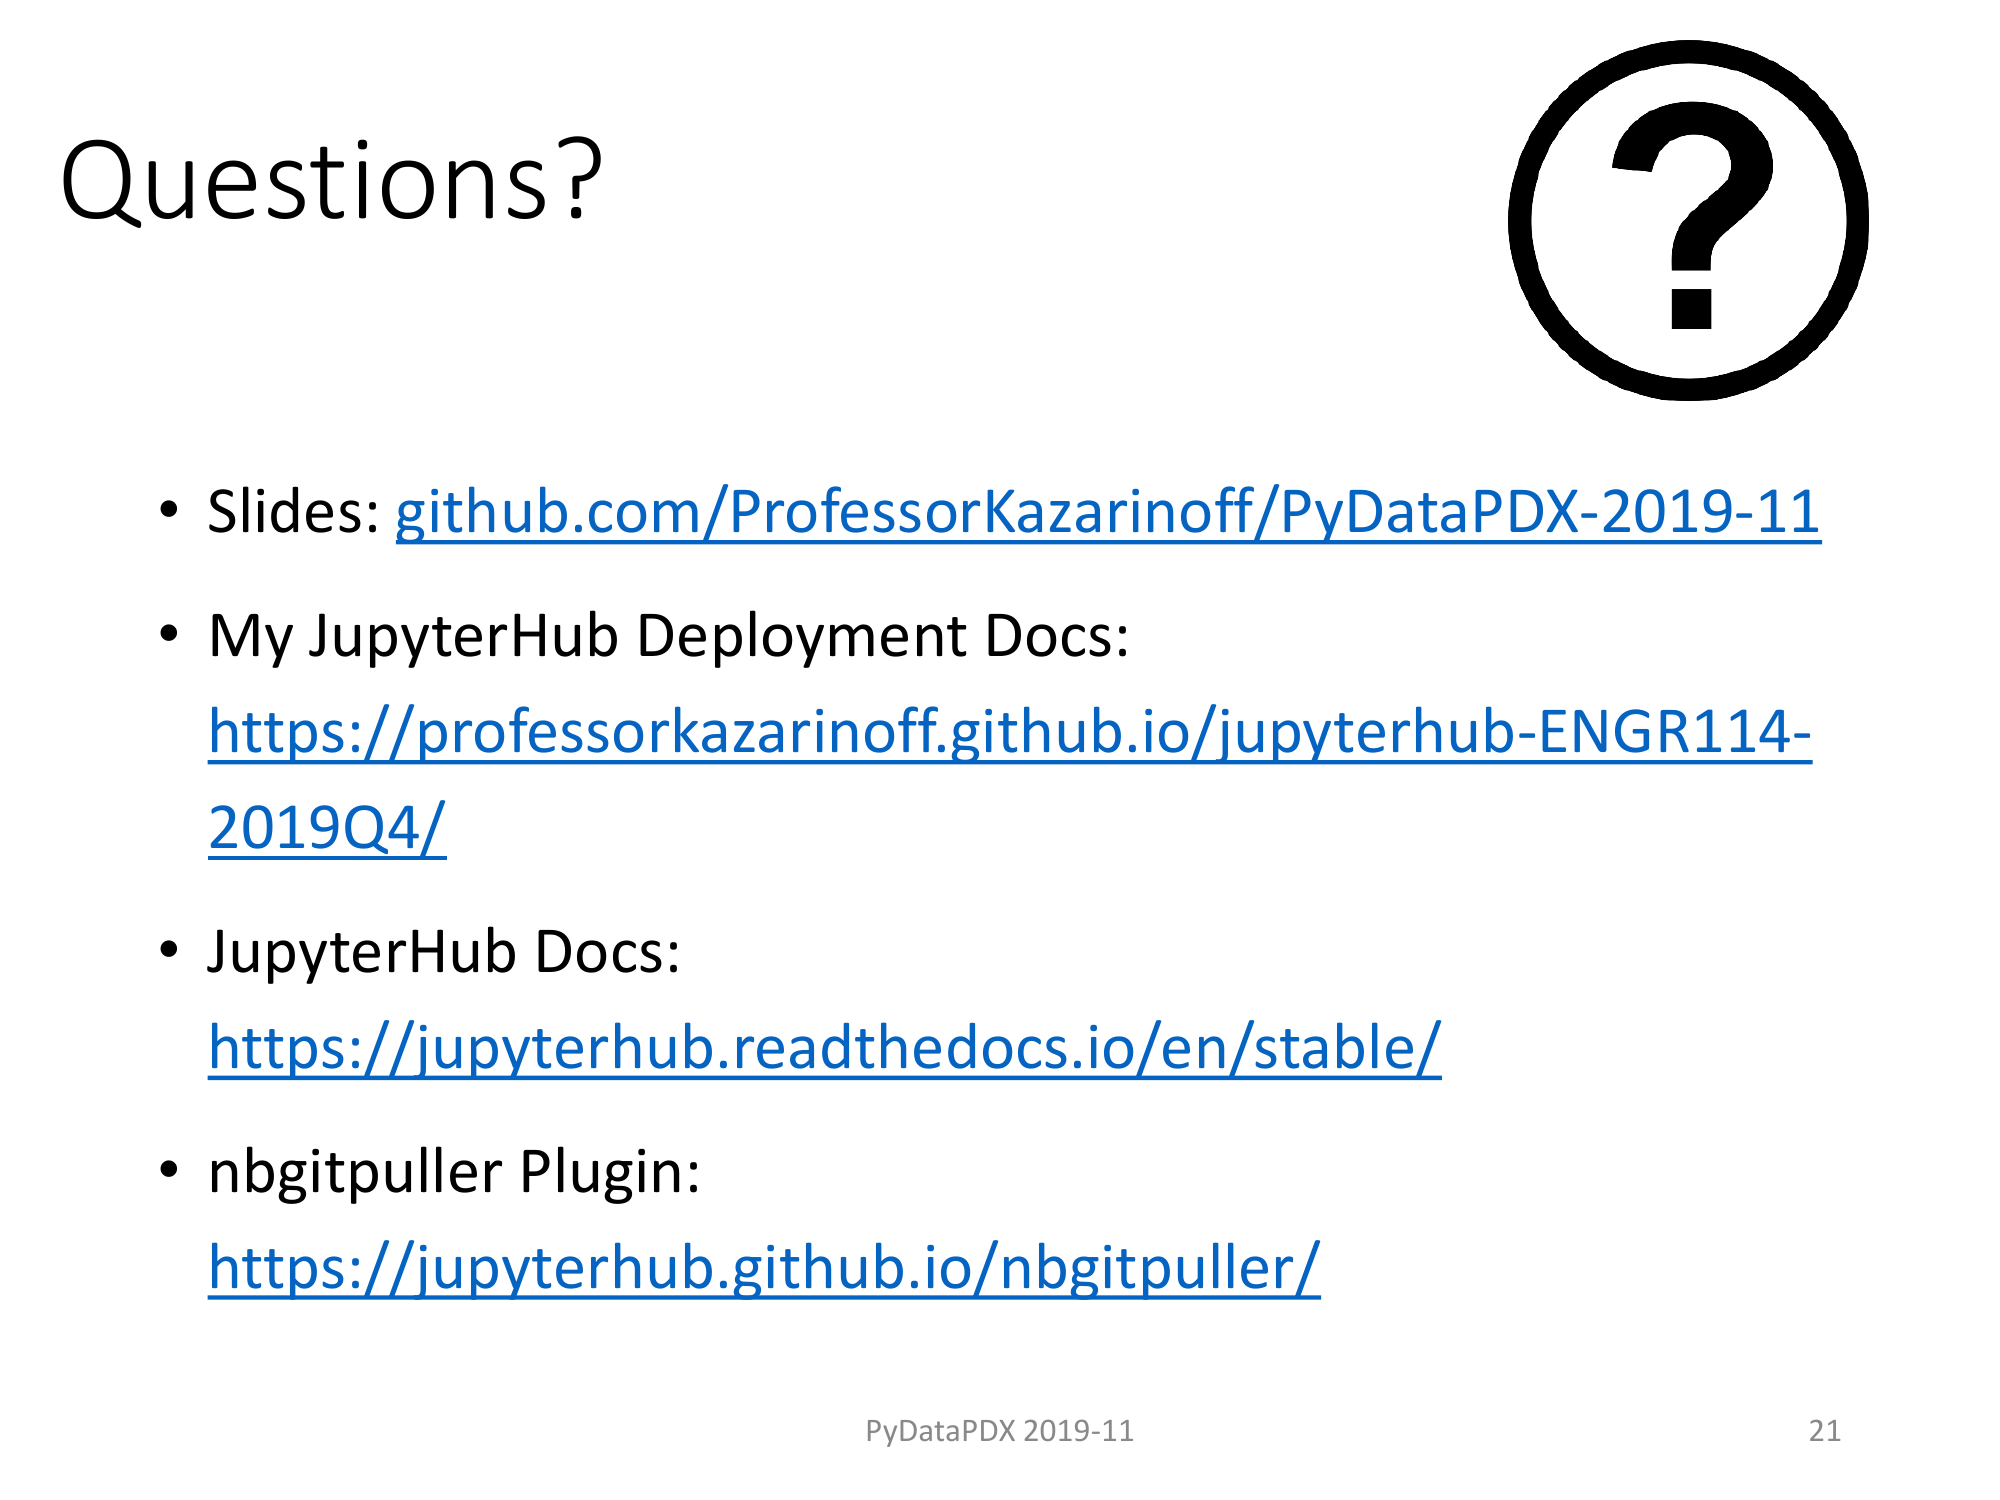 Questions?
?
• Slides: github.com/ProfessorKazarinoff/PyDataPDX-2019-11
• My JupyterHub Deployment Docs:
https://professorkazarinoff.github.io/jupyterhub-ENGR114-
2019Q4/
• JupyterHub Docs:
https://jupyterhub.readthedocs.io/en/stable/
• nbgitpuller Plugin:
https://jupyterhub.github.io/nbgitpuller/
PyDataPDX 2019-11
21